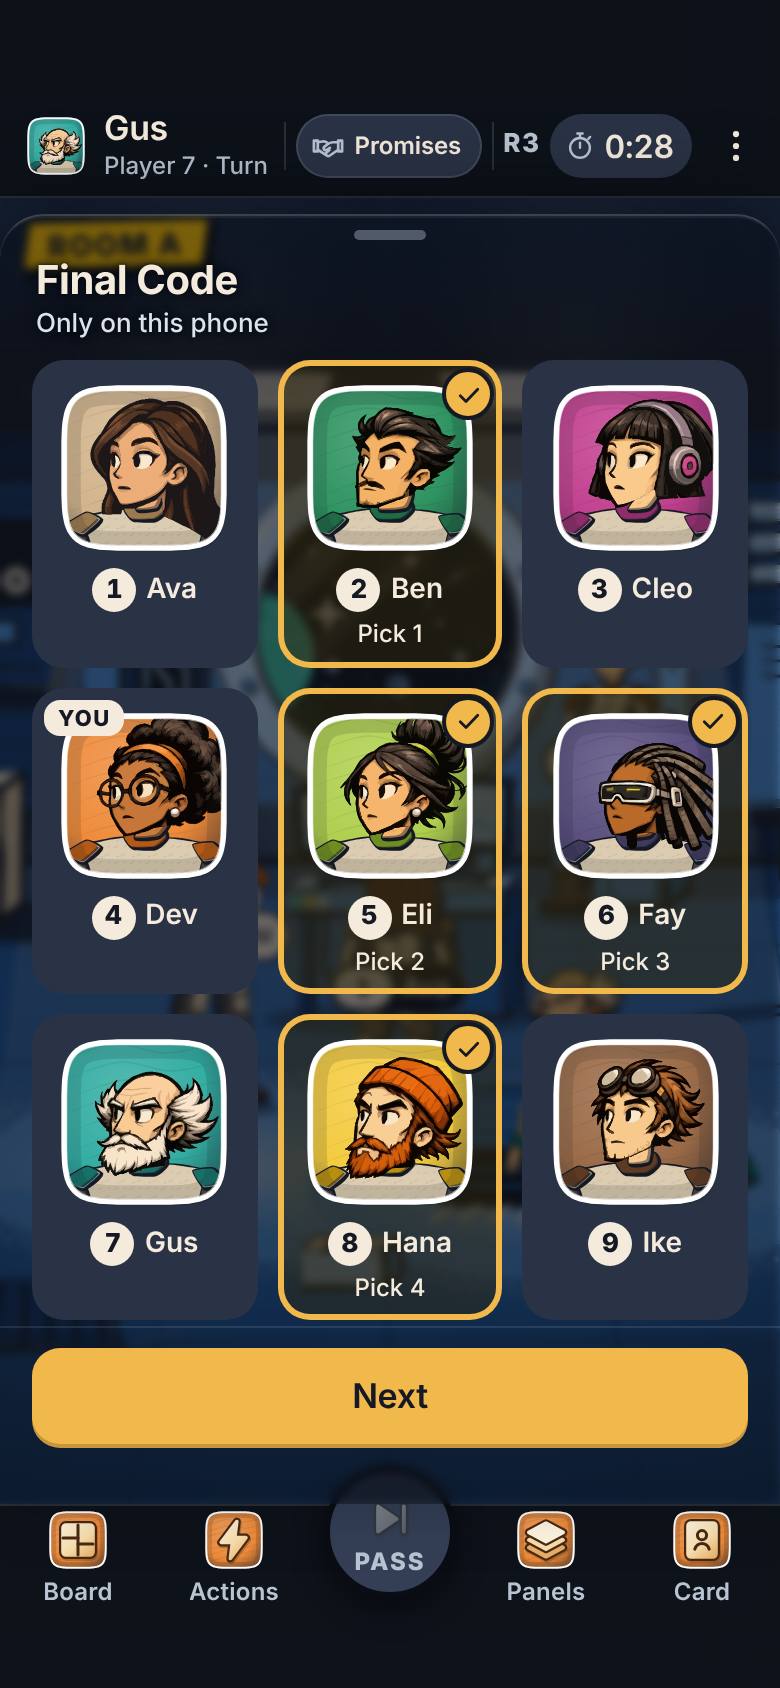 Gus
Player 7 · Turn
Promises
R3
0:28
ROOM A
Final Code
Only on this phone
1 Ava
2 Ben
Pick 1
3 Cleo
YOU
4 Dev
5 Eli
Pick 2
6 Fay
Pick 3
7 Gus
8 Hana
Pick 4
9 Ike
Next
Board
Actions
PASS
Panels
Card